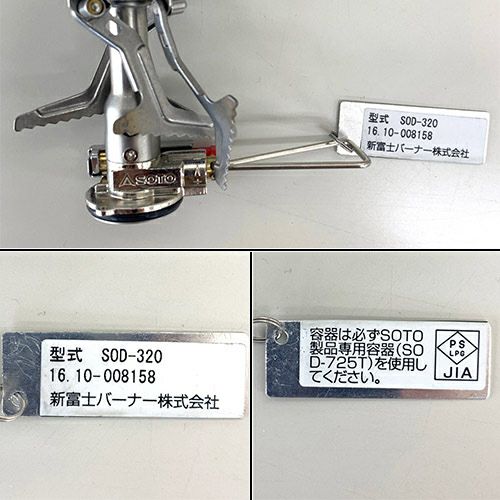 SOTO
型式 SOD-320
16.10-008158
新富士バーナー株式会社
型式 SOD-320
16.10-008158
新富士バーナー株式会社
容器は必ずSOTO
製品専用容器(SO
D-725T)を使用し
てください。
PS
LPG
JIA